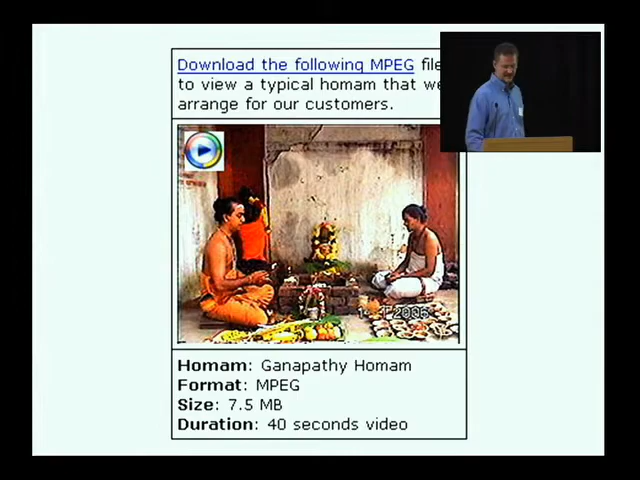 Download the following MPEG file
to view a typical homam that we
arrange for our customers.
2005
Homam: Ganapathy Homam
Format: MPEG
Size: 7.5 MB
Duration: 40 seconds video